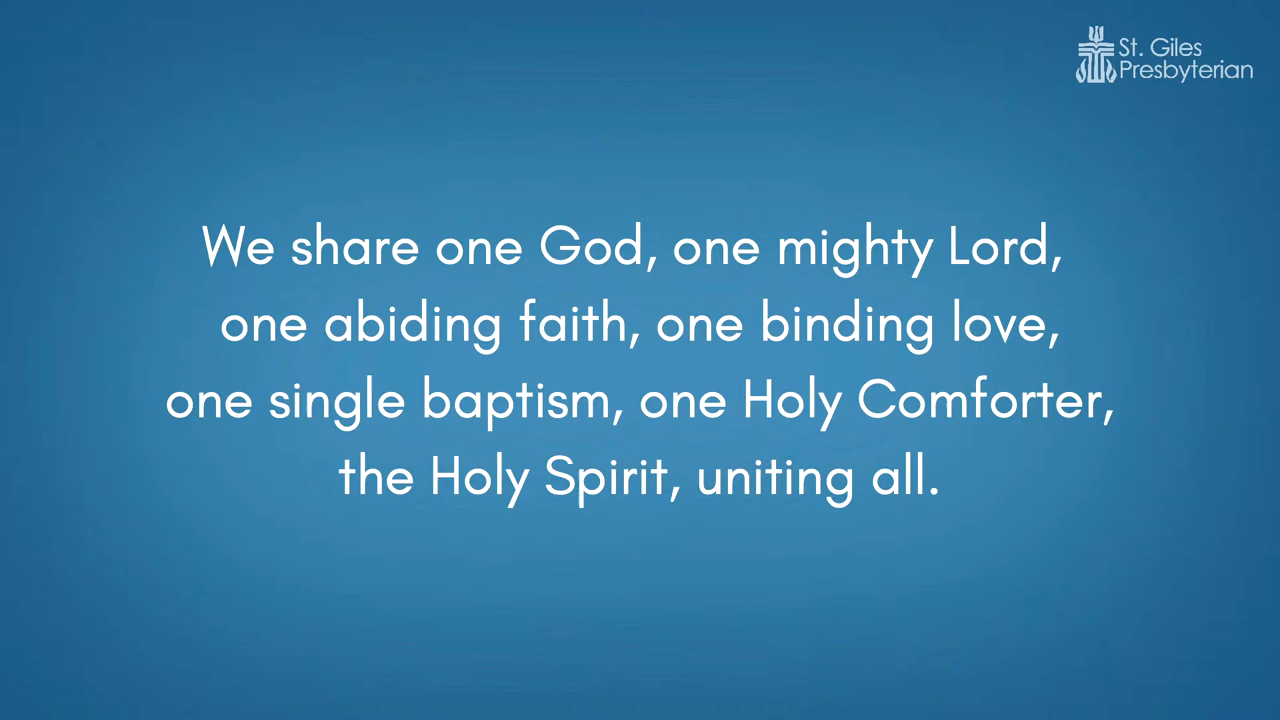 St. Giles
Presbyterian
We share one God, one mighty Lord,
one abiding faith, one binding love,
one single baptism, one Holy Comforter,
the Holy Spirit, uniting all.